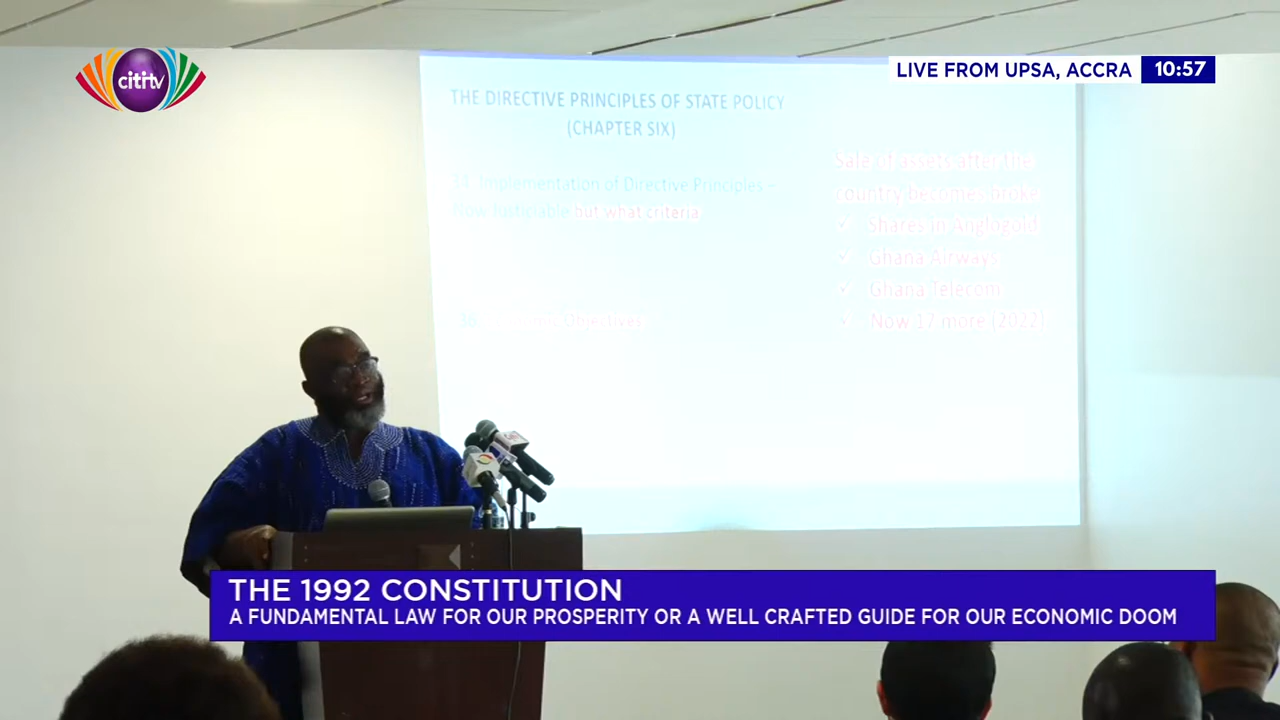 cititv
LIVE FROM UPSA, ACCRA 10:57
THE DIRECTIVE PRINCIPLES OF STATE POLICY
(CHAPTER SIX)
34. Implementation of Directive Principles –
Now Justiciable but what criteria
Objectives
Sale of assets after the
country becomes broke
✓ Shares in Anglogold
✓ Ghana Airways
✓ Ghana Telecom
✓ Now 17 more (2022)
THE 1992 CONSTITUTION
A FUNDAMENTAL LAW FOR OUR PROSPERITY OR A WELL CRAFTED GUIDE FOR OUR ECONOMIC DOOM